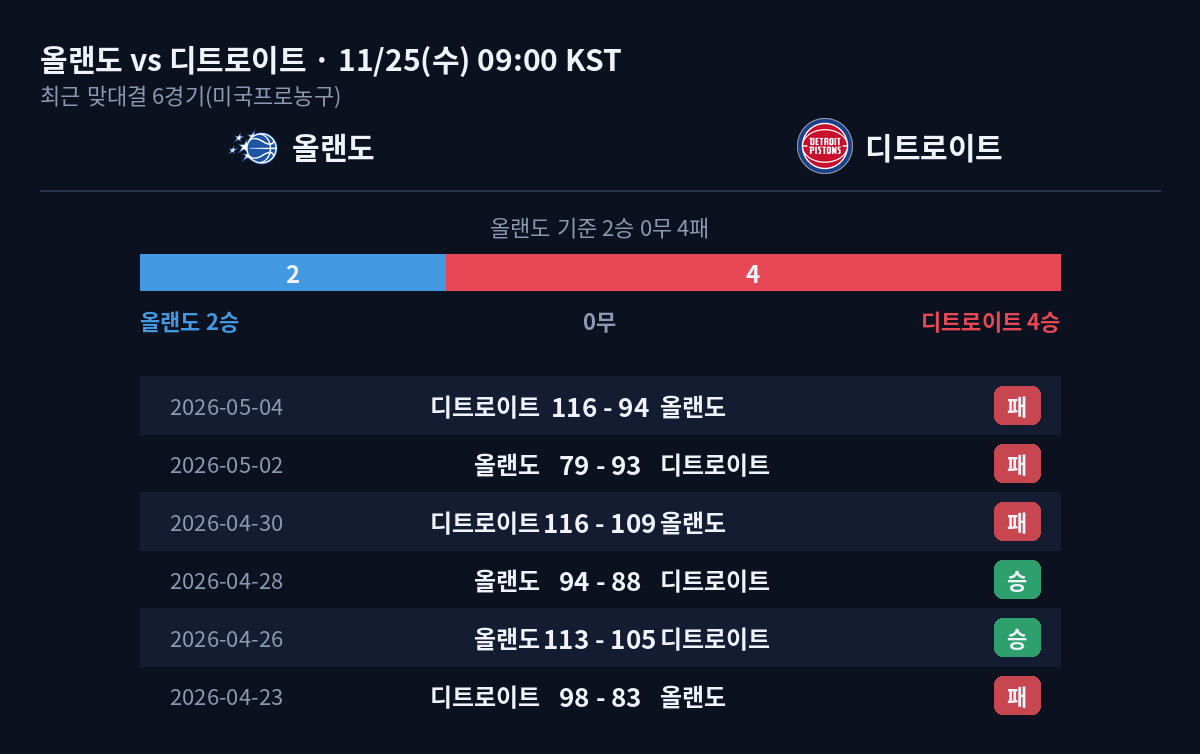 올랜도 vs 디트로이트 · 11/25(수) 09:00 KST
최근 맞대결 6경기(미국프로농구)
올랜도
DETROIT
PISTONS
디트로이트
올랜도 기준 2승 0무 4패
2 4
올랜도 2승 0무 디트로이트 4승
2026-05-04 디트로이트 116 - 94 올랜도 패
2026-05-02 올랜도 79 - 93 디트로이트 패
2026-04-30 디트로이트 116 - 109 올랜도 패
2026-04-28 올랜도 94 - 88 디트로이트 승
2026-04-26 올랜도 113 - 105 디트로이트 승
2026-04-23 디트로이트 98 - 83 올랜도 패